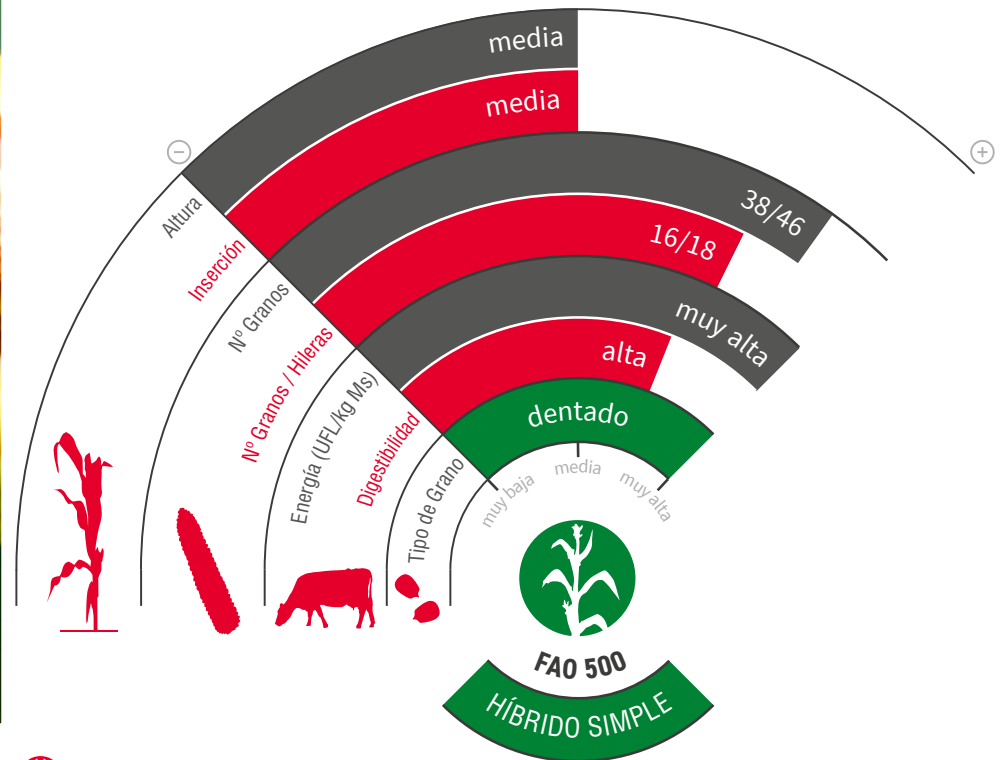 media
media
38/46
16/18
muy alta
alta
dentado
−
+
Altura
Inserción
Nº Granos
Nº Granos / Hileras
Energía (UFL/kg Ms)
Digestibilidad
Tipo de Grano
muy baja
media
muy alta
FAO 500
HÍBRIDO SIMPLE